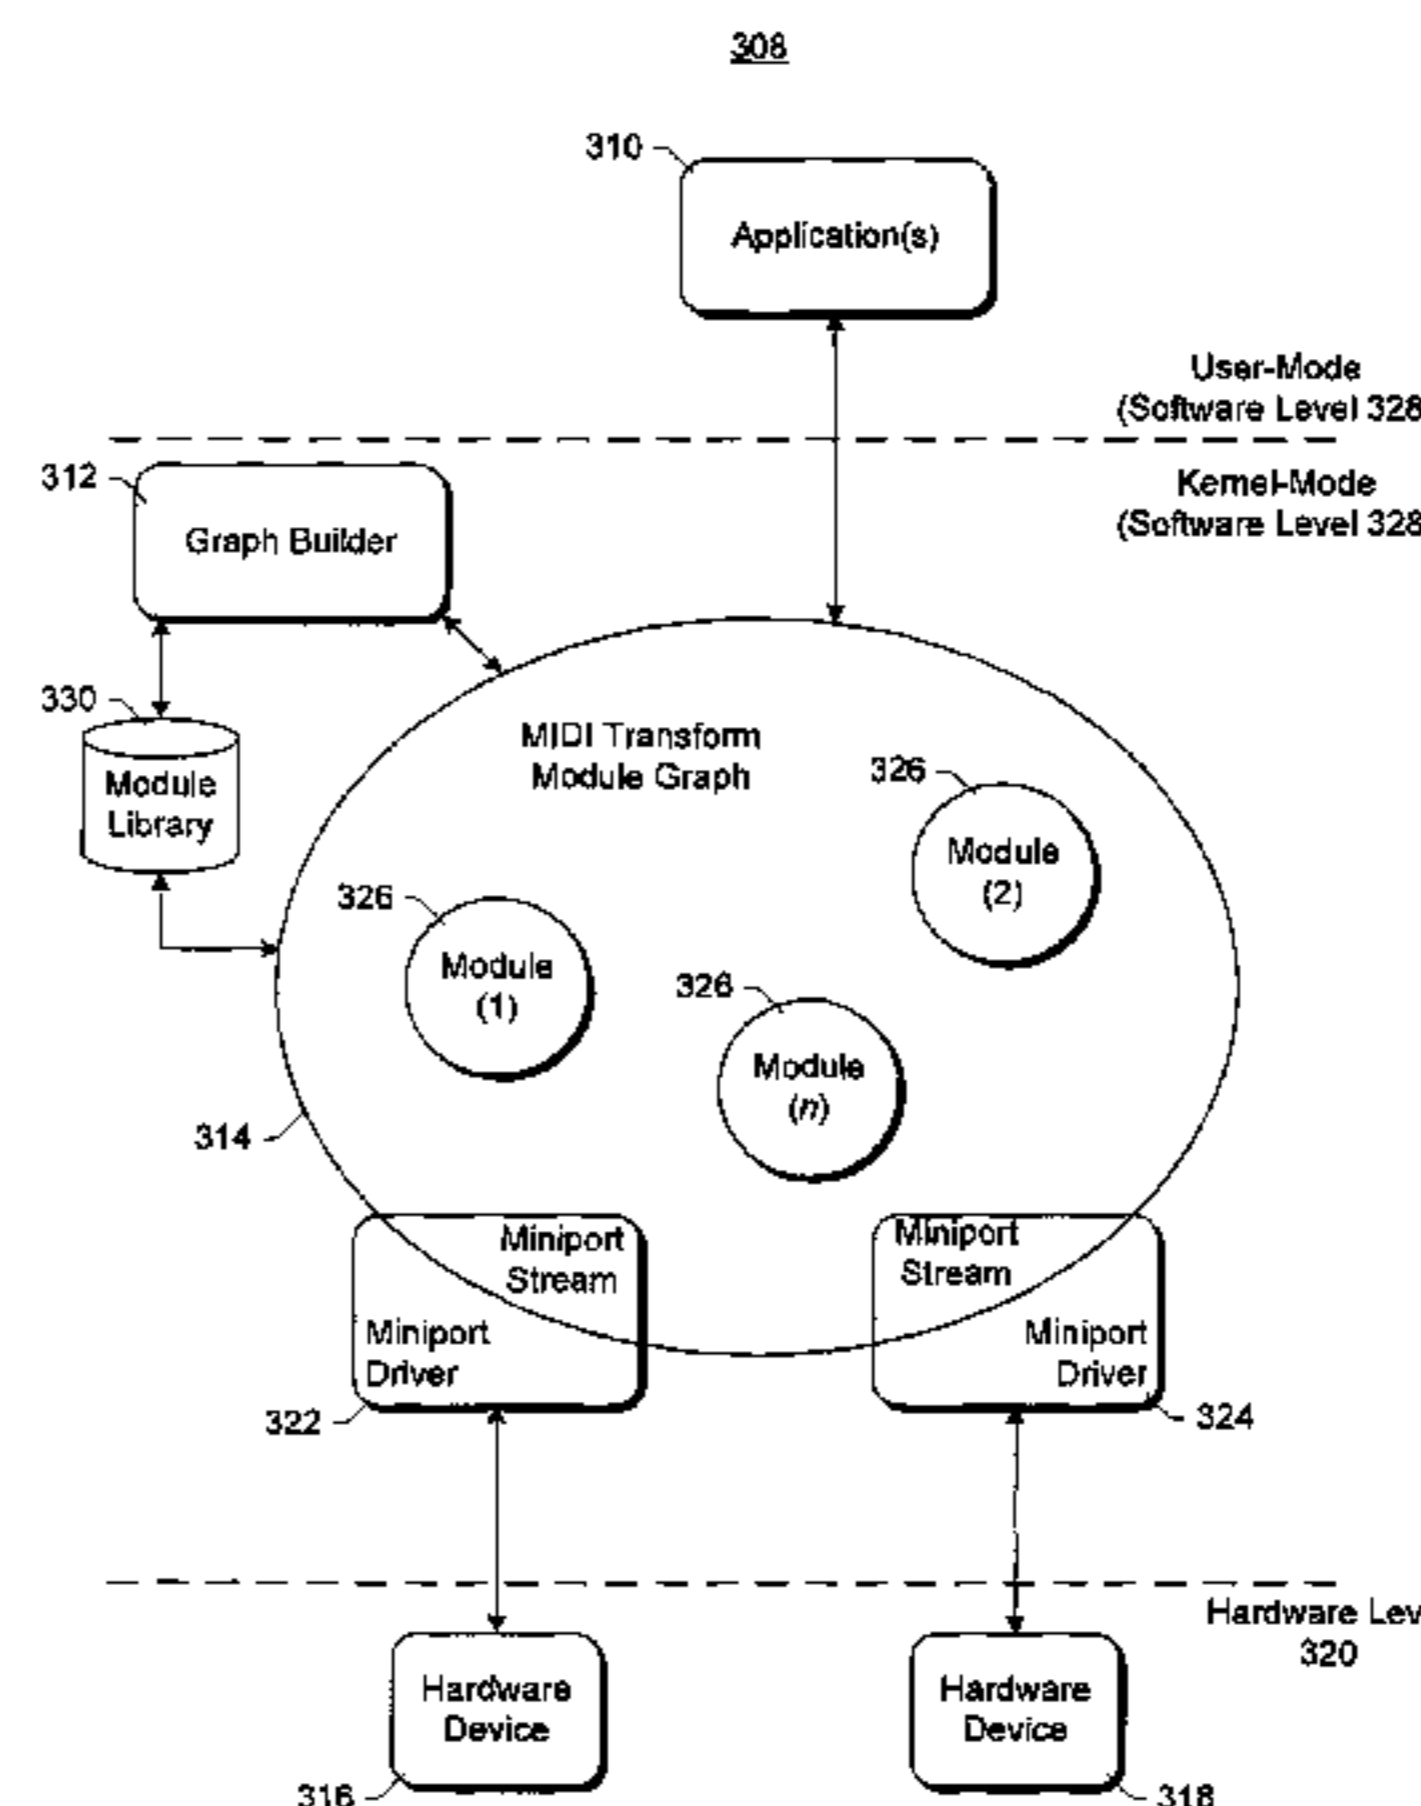 308
310
Application(s)
User-Mode
(Software Level 328
312
Kernel-Mode
(Software Level 328
Graph Builder
330
Module
Library
MIDI Transform
Module Graph
326
Module
(2)
326
Module
(1)
326
Module
(n)
314
Miniport
Stream
Miniport
Driver
322
Miniport
Stream
Miniport
Driver
324
Hardware Lev
320
Hardware
Device
316
Hardware
Device
318